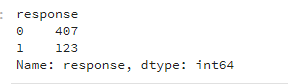 : response
0 407
1 123
Name: response, dtype: int64